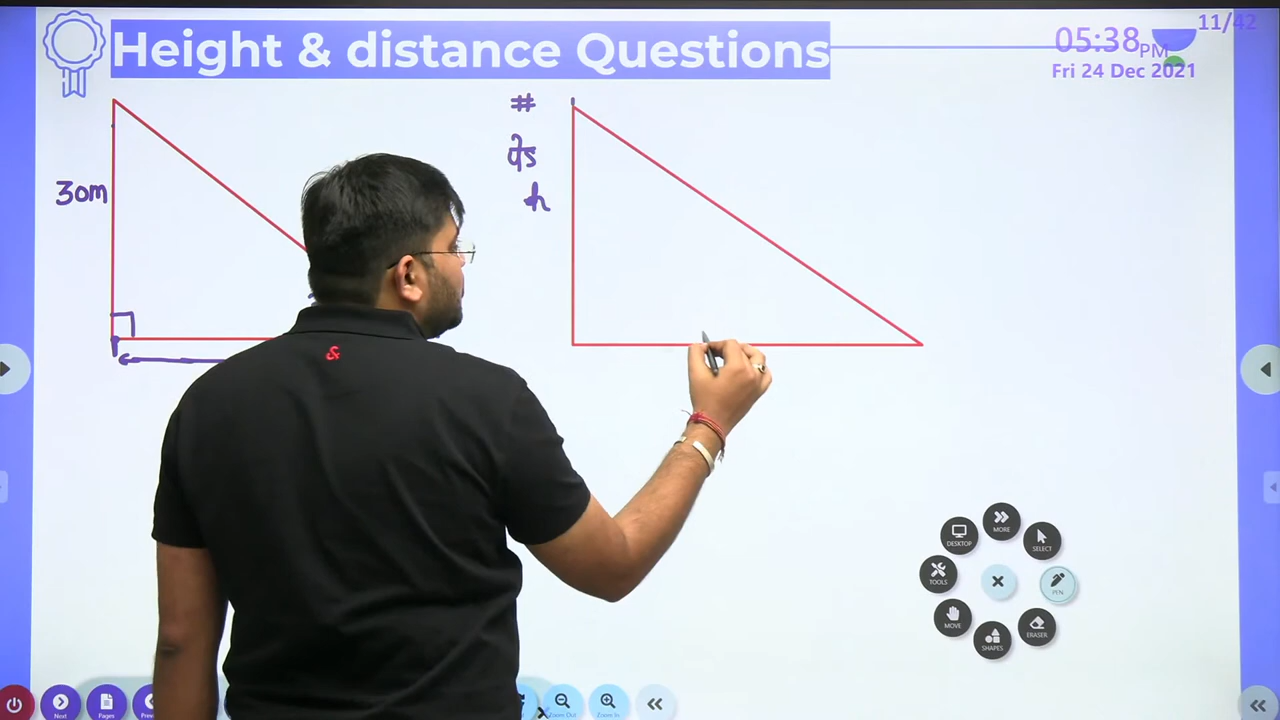 Height & distance Questions
11/42
05:38PM
Fri 24 Dec 2021
#
30m
h
MORE
DESKTOP
SELECT
TOOLS
PEN
MOVE
ERASER
SHAPES
Next
Pages
Zoom Out
Zoom In